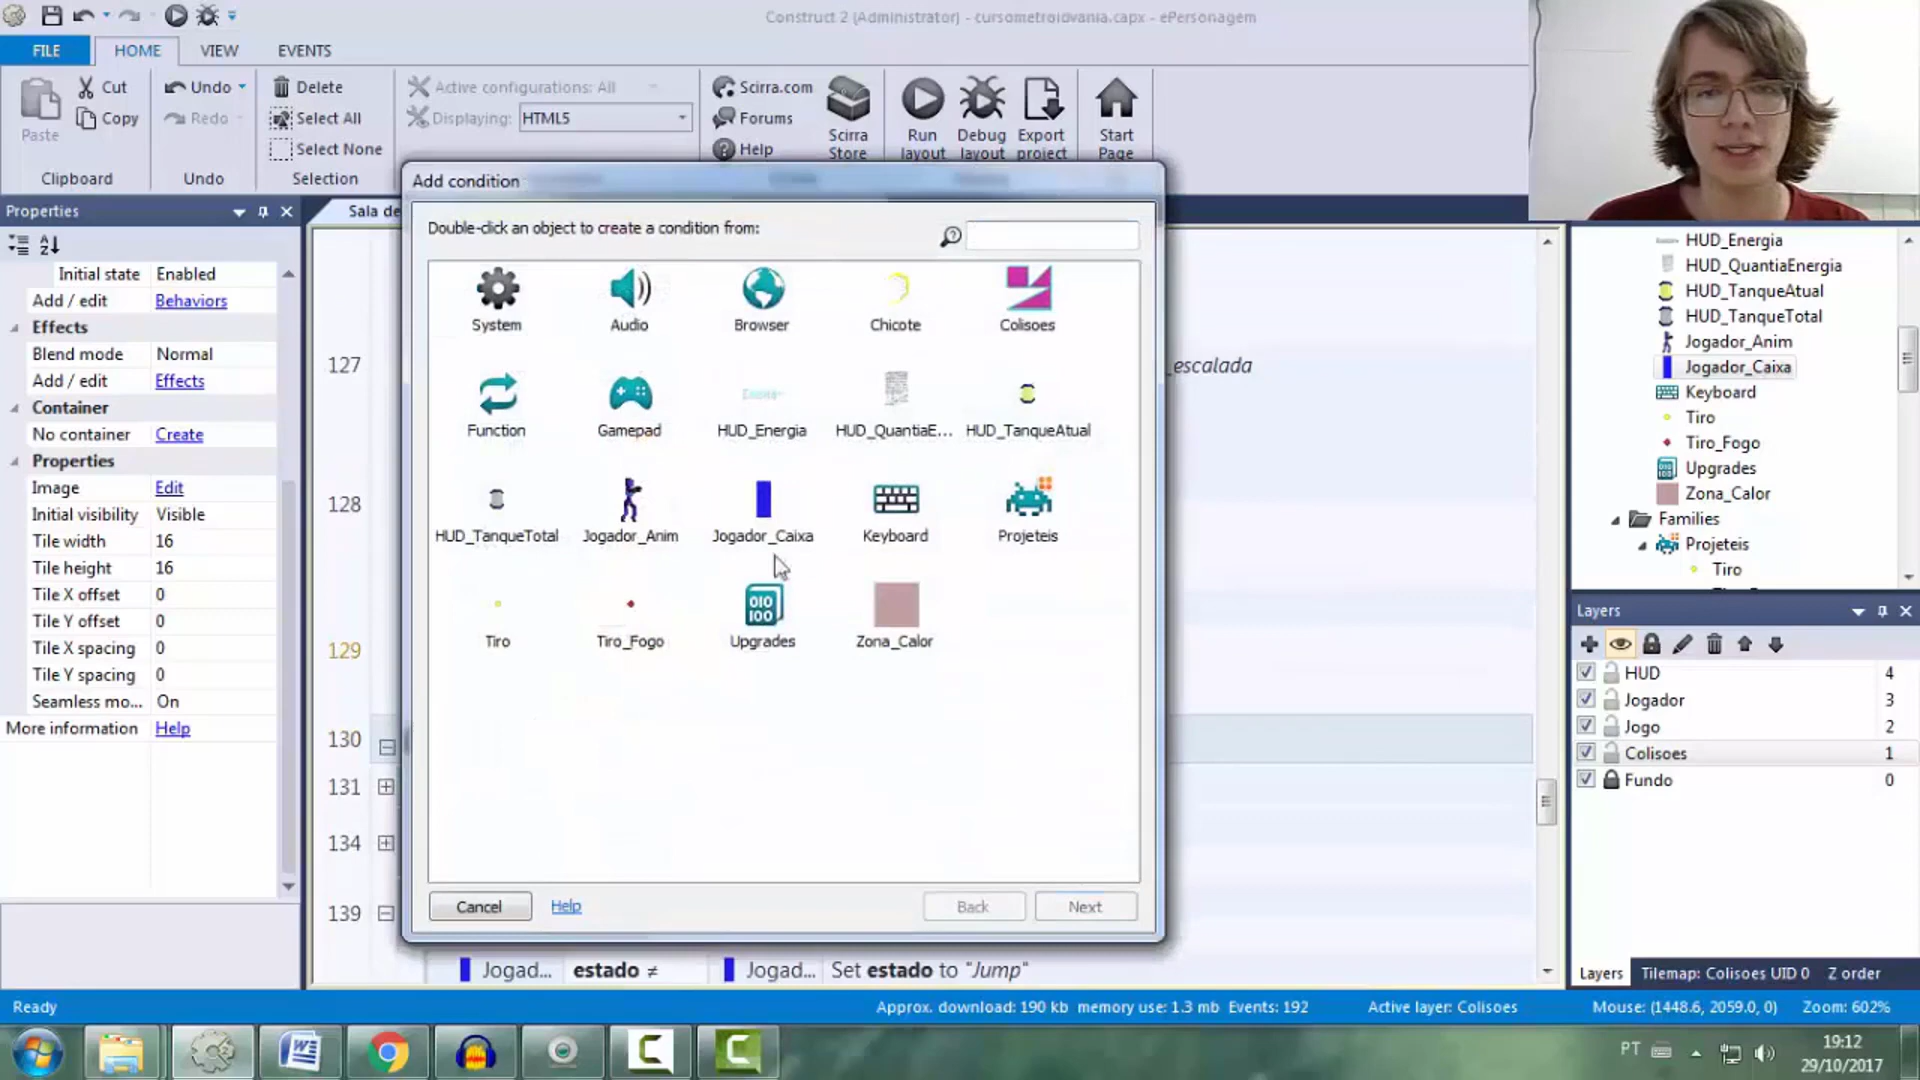 Construct 2 (Administrator) - cursometroidvania.capx - ePersonagem
FILE HOME VIEW EVENTS
Paste Cut Copy Clipboard
Undo Redo Undo
Delete Select All Select None Selection
Active configurations: All
Displaying: HTML5
Scirra.com Forums Help
Scirra Store
Run layout Debug layout Export project Start Page
Properties
Initial state Enabled
Add / edit Behaviors
Effects
Blend mode Normal
Add / edit Effects
Container
No container Create
Properties
Image Edit
Initial visibility Visible
Tile width 16
Tile height 16
Tile X offset 0
Tile Y offset 0
Tile X spacing 0
Tile Y spacing 0
Seamless mo... On
More information Help
Sala de
127
128
129
130
131
134
139
_escalada
Add condition
Double-click an object to create a condition from:
System Audio Browser Chicote Colisoes
Function Gamepad HUD_Energia HUD_QuantiaE... HUD_TanqueAtual
HUD_TanqueTotal Jogador_Anim Jogador_Caixa Keyboard Projeteis
Tiro Tiro_Fogo Upgrades Zona_Calor
Cancel Help Back Next
Jogad... estado ≠ Jogad... Set estado to "Jump"
HUD_Energia
HUD_QuantiaEnergia
HUD_TanqueAtual
HUD_TanqueTotal
Jogador_Anim
Jogador_Caixa
Keyboard
Tiro
Tiro_Fogo
Upgrades
Zona_Calor
Families
Projeteis
Tiro
Layers
HUD 4
Jogador 3
Jogo 2
Colisoes 1
Fundo 0
Layers Tilemap: Colisoes UID 0 Z order
Ready Approx. download: 190 kb memory use: 1.3 mb Events: 192 Active layer: Colisoes Mouse: (1448.6, 2059.0, 0) Zoom: 602%
PT 19:12
29/10/2017